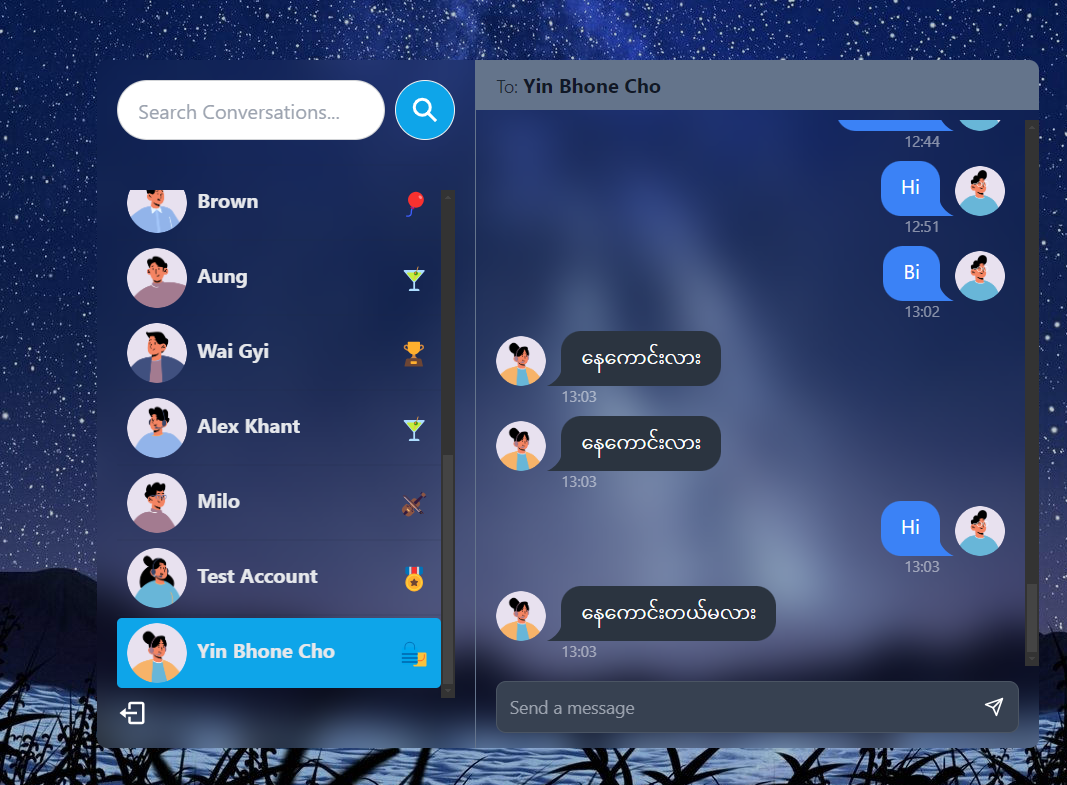 Search Conversations...
Brown
Aung
Wai Gyi
Alex Khant
Milo
Test Account
Yin Bhone Cho
To: Yin Bhone Cho
12:44
Hi
12:51
Bi
13:02
နေကောင်းလား
13:03
နေကောင်းလား
13:03
Hi
13:03
နေကောင်းတယ်မလား
13:03
Send a message